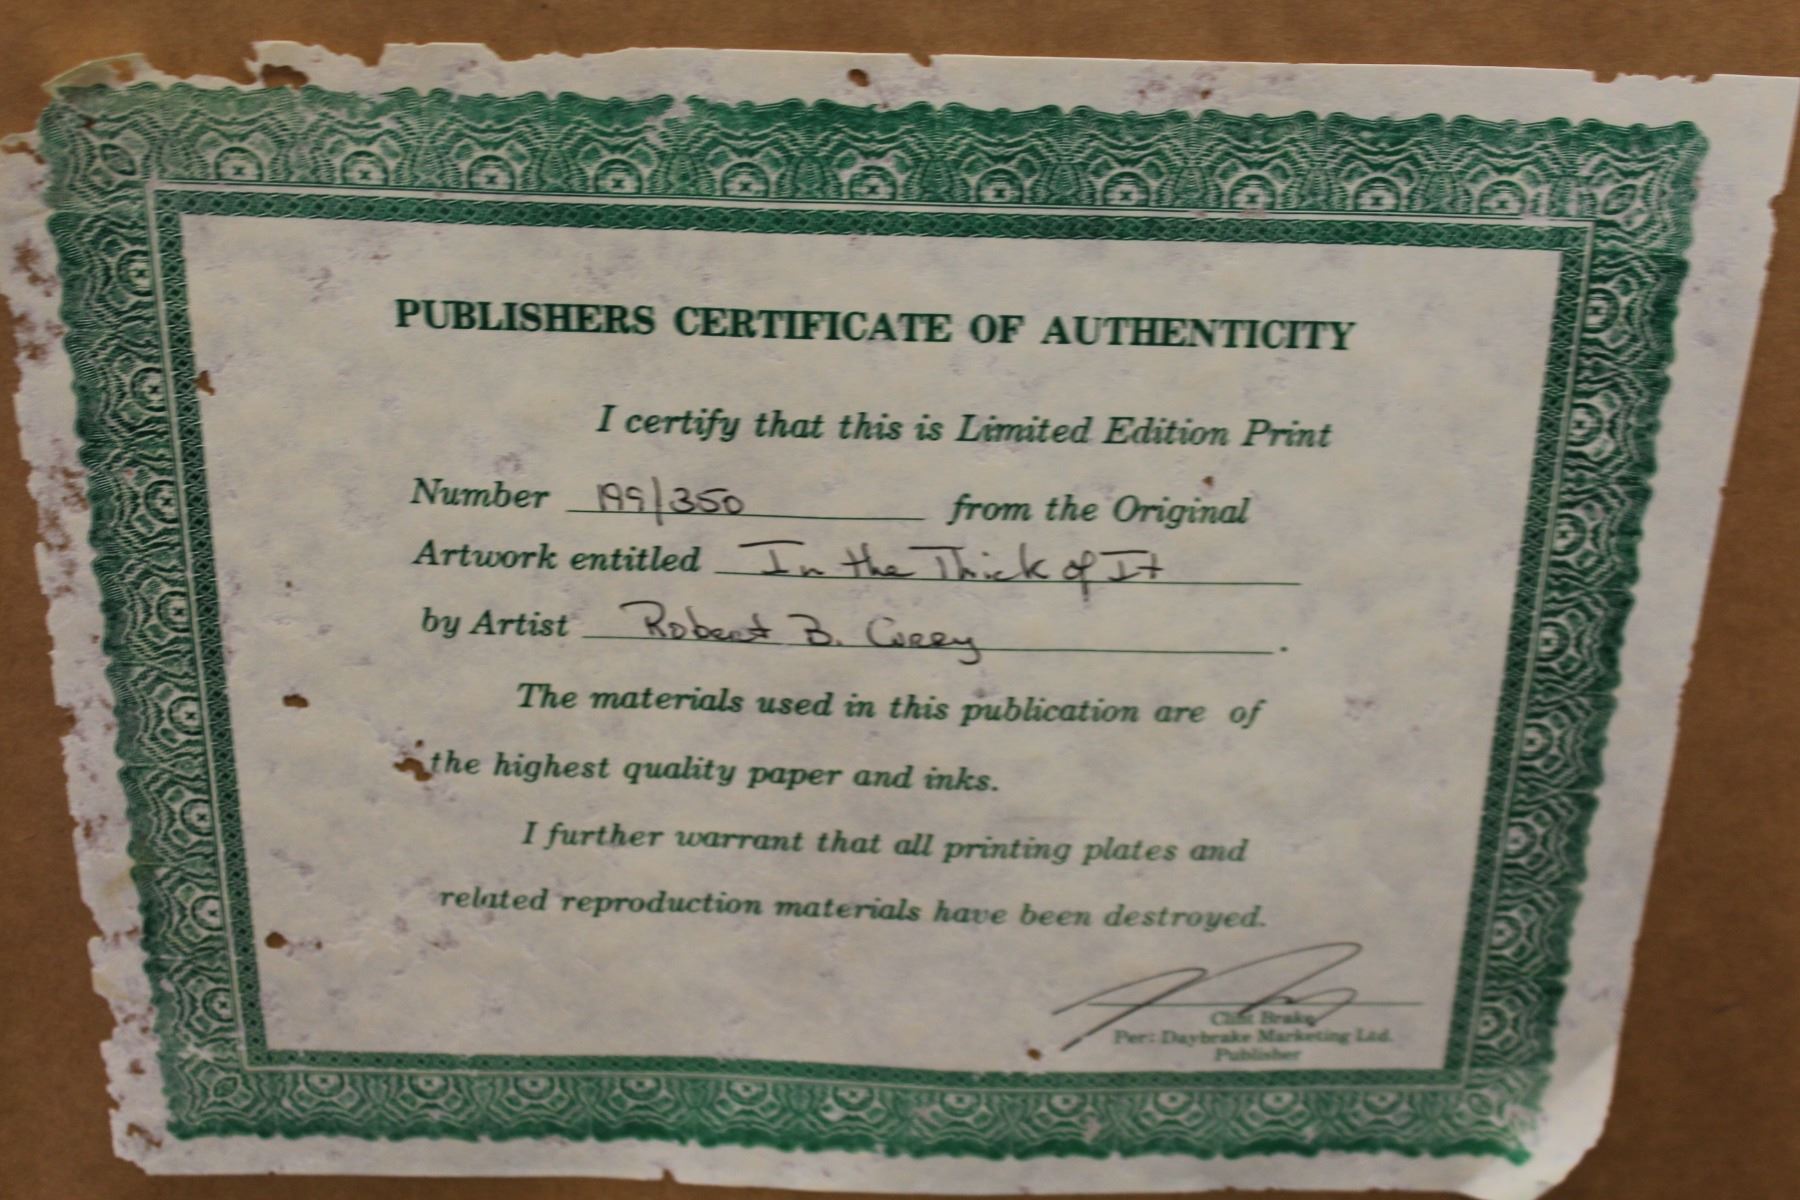 PUBLISHERS CERTIFICATE OF AUTHENTICITY
I certify that this is Limited Edition Print
Number 199/350 from the Original
Artwork entitled In the Thick of It
by Artist Robert B. Correy.
The materials used in this publication are of
the highest quality paper and inks.
I further warrant that all printing plates and
related reproduction materials have been destroyed.
Clint Brake
Per: Daybrake Marketing Ltd.
Publisher